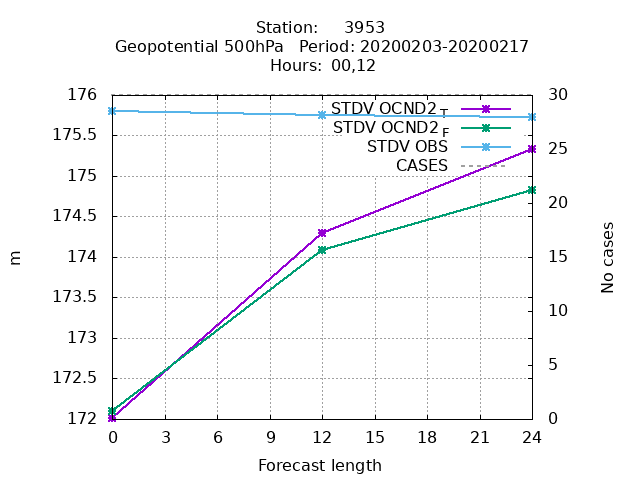 Station: 3953
Geopotential 500hPa Period: 20200203-20200217
Hours: 00,12
176 30
STDV OCND2 T
175.5
STDV OCND2 F
STDV OBS 25
CASES
175
174.5 20
174 15
m
No cases
173.5 10
173
172.5 5
172 0
0 3 6 9 12 15 18 21 24
Forecast length